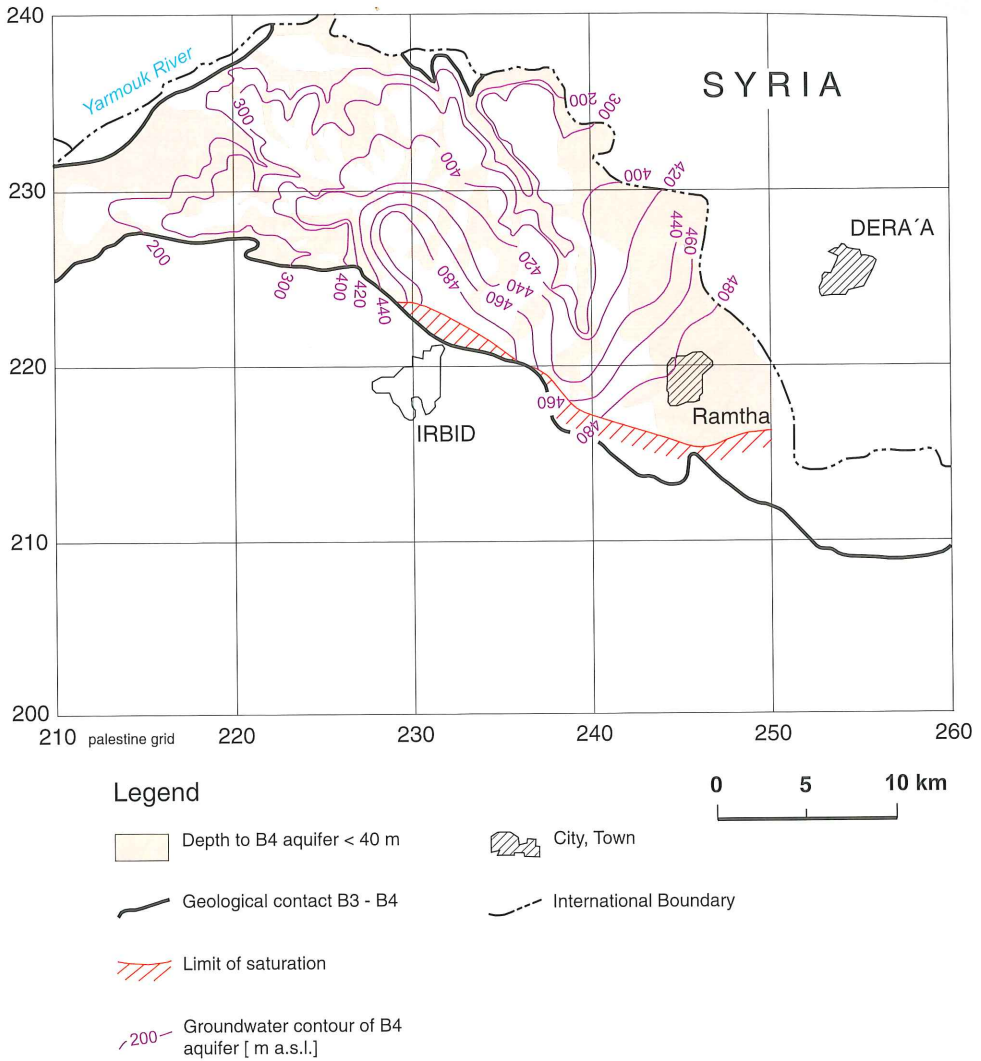 240
230
220
210
200
210 palestine grid 220 230 240 250 260
Yarmouk River
SYRIA
DERA´A
Ramtha
IRBID
300
200
300
400
400
420
440
460
480
420
440
460
480
200
300
400
420
440
460
480
0 5 10 km
Legend
Depth to B4 aquifer < 40 m
City, Town
Geological contact B3 - B4
International Boundary
Limit of saturation
200
Groundwater contour of B4
aquifer [ m a.s.l.]